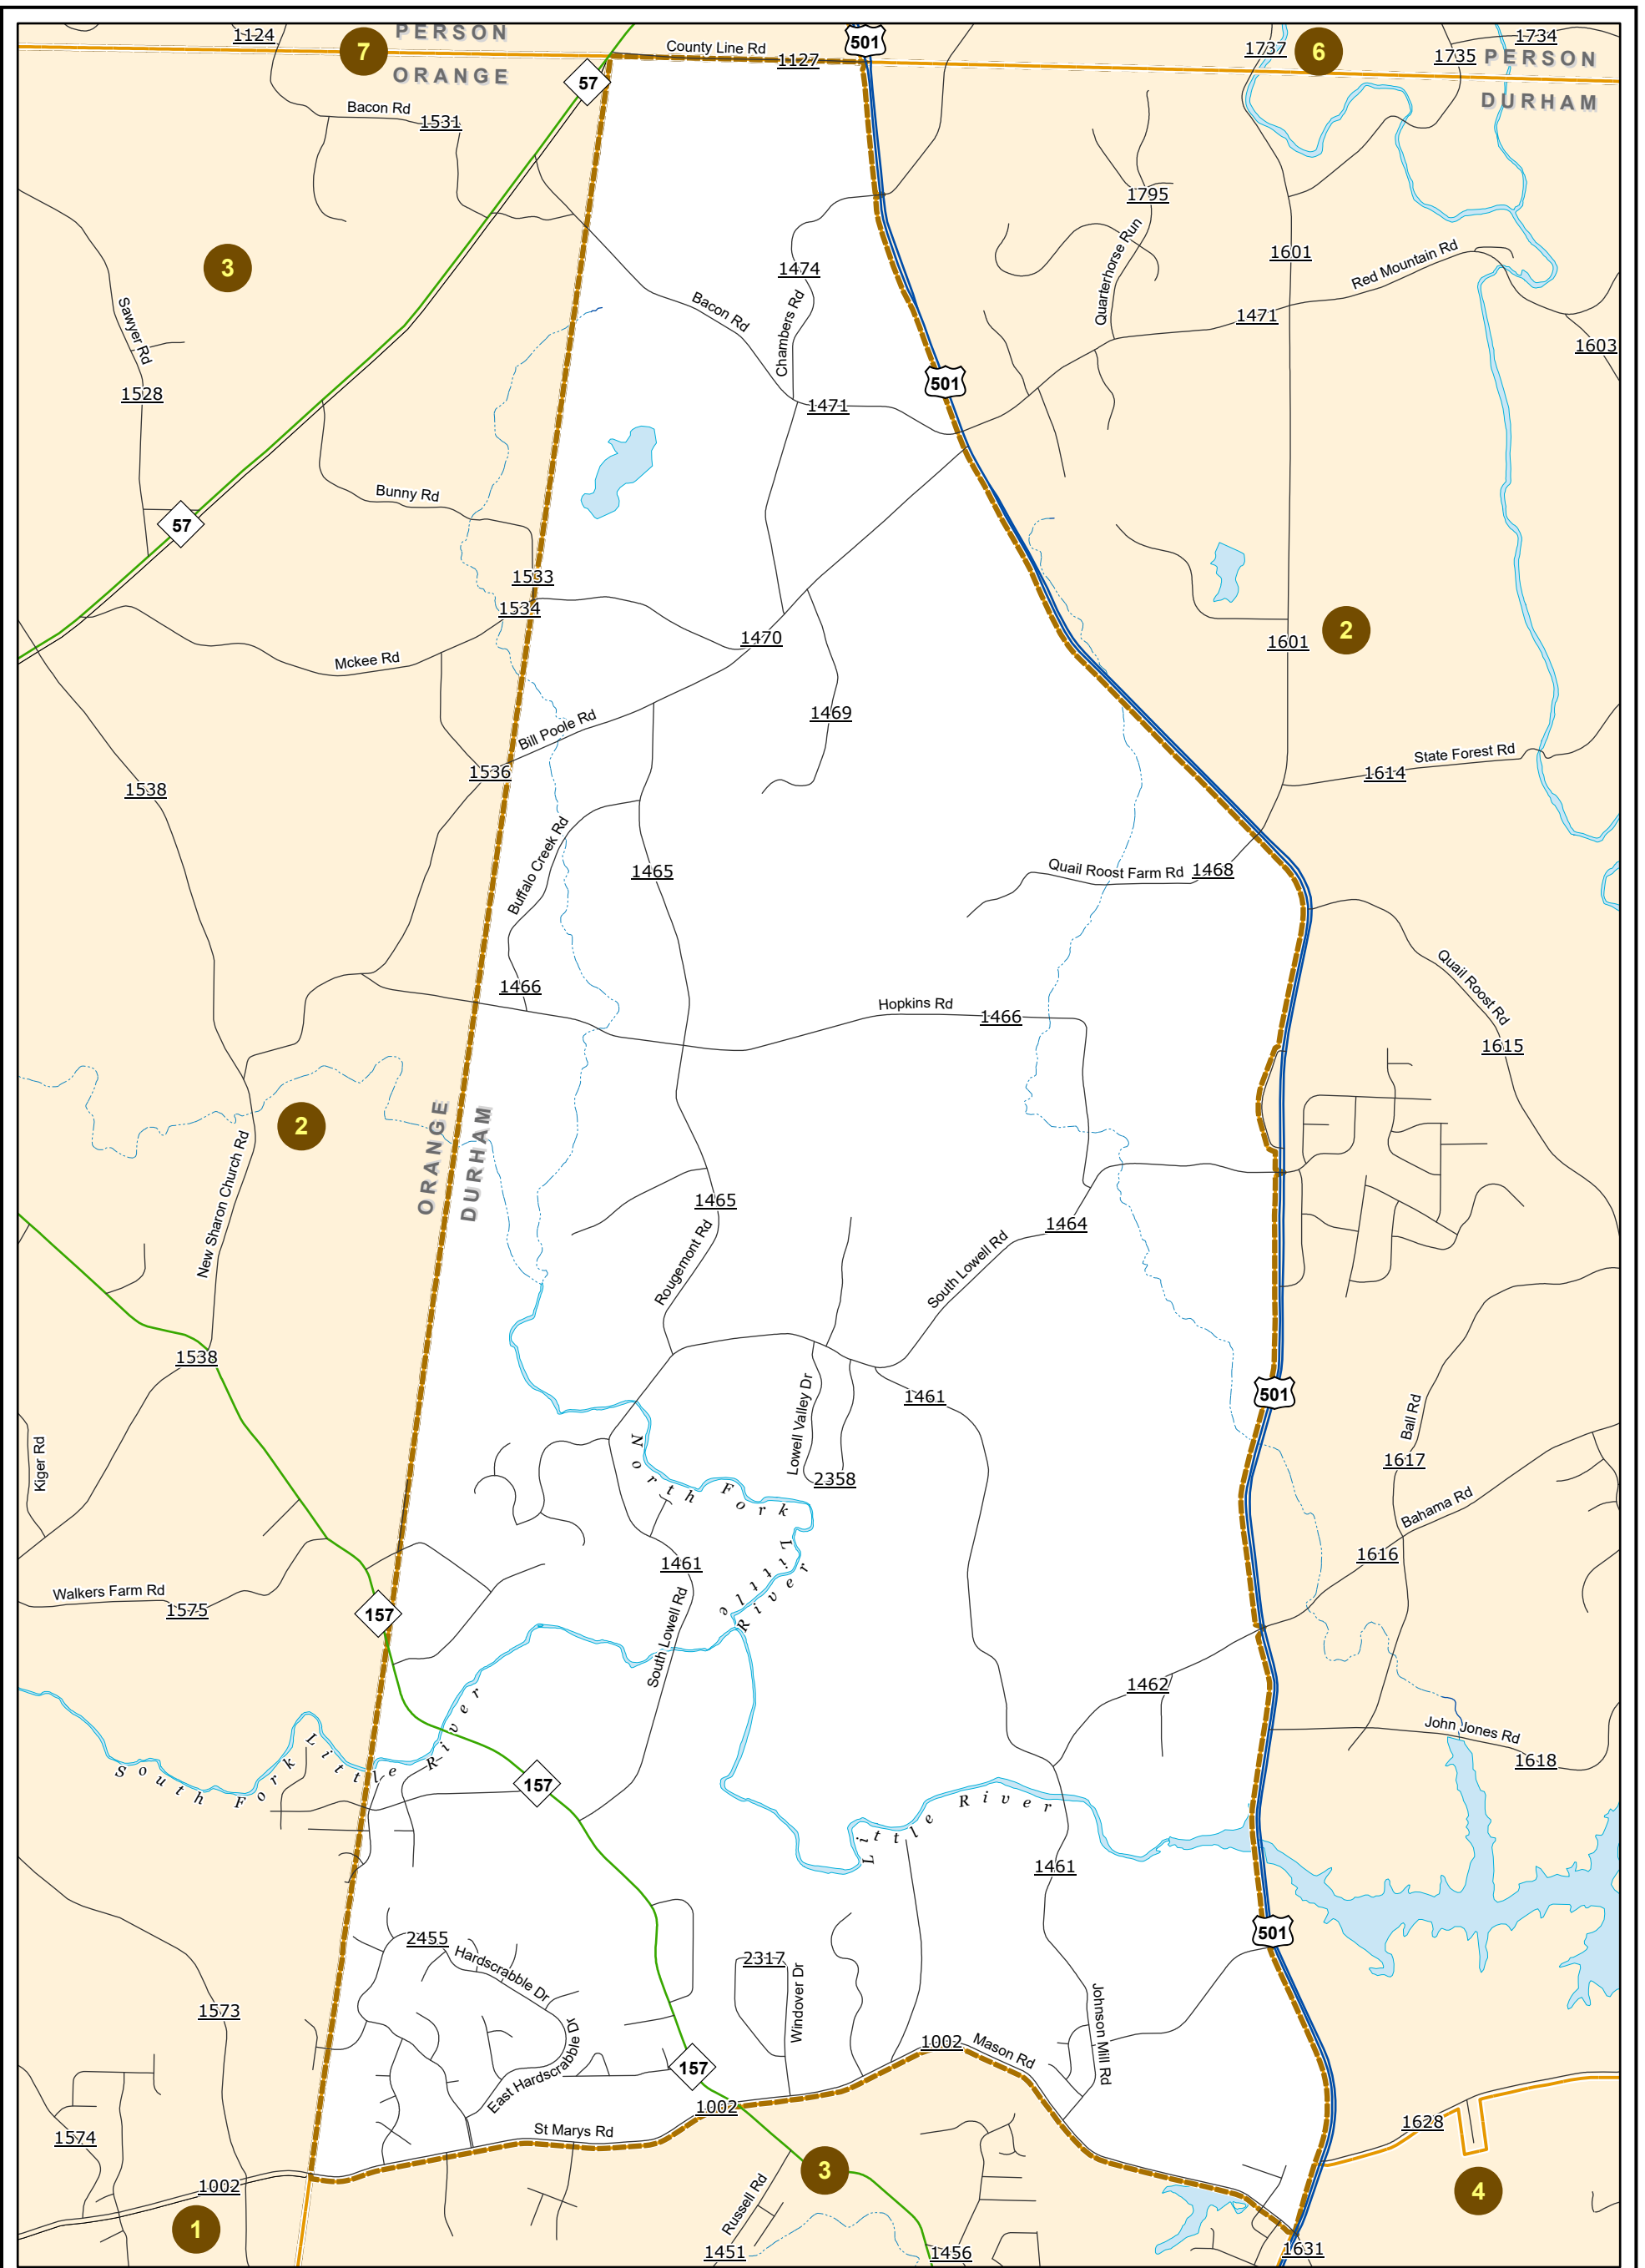 PERSON
501
1124
7
County Line Rd
1737
6
1734
1735
PERSON
1127
ORANGE
57
DURHAM
Bacon Rd
1531
1795
3
1474
Quarterhorse Run
1601
Red Mountain Rd
Sawyer Rd
Bacon Rd
Chambers Rd
1471
1603
1528
501
1471
Bunny Rd
57
1533
1534
1470
2
1601
Mckee Rd
1469
Bill Poole Rd
State Forest Rd
1536
1614
1538
Buffalo Creek Rd
1465
Quail Roost Farm Rd
1468
Quail Roost Rd
1466
Hopkins Rd
1466
1615
2
ORANGE
DURHAM
New Sharon Church Rd
1465
1464
Rougemont Rd
South Lowell Rd
1538
501
1461
Lowell Valley Dr
Ball Rd
Kiger Rd
North Fork Little River
2358
1617
Bahama Rd
1616
1461
Walkers Farm Rd
1575
157
South Lowell Rd
1462
South Fork Little River
John Jones Rd
1618
157
Little River
1461
501
2455
Hardscrabble Dr
2317
Windover Dr
1573
Johnson Mill Rd
1002
Mason Rd
157
East Hardscrabble Dr
1002
1628
St Marys Rd
1574
3
1002
4
Russell Rd
1
1451
1456
1631